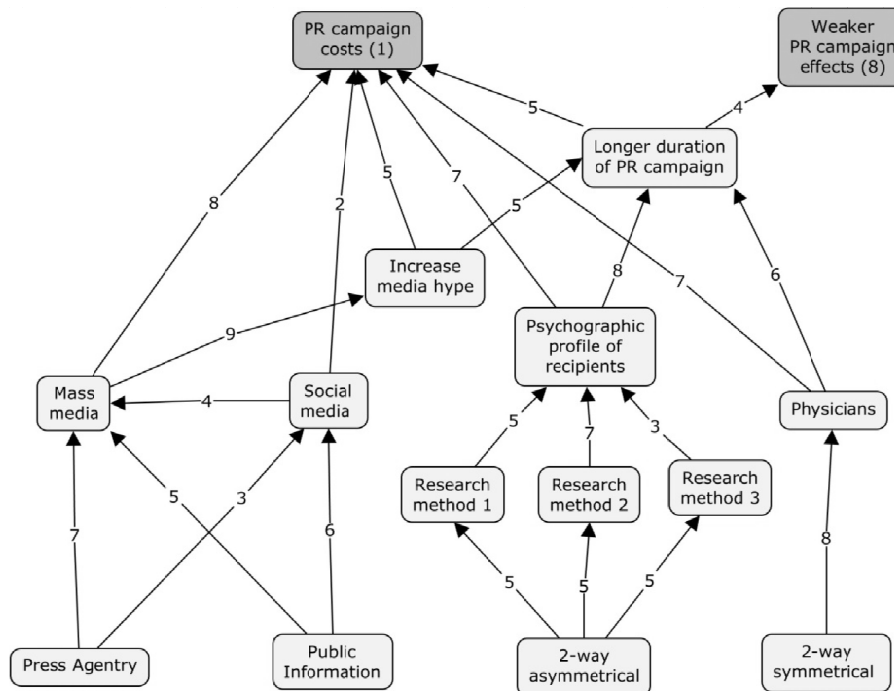 PR campaign
costs (1)
Weaker
PR campaign
effects (8)
5
4
Longer duration
of PR campaign
8
2
5
7
5
Increase
media hype
8
7
6
9
Psychographic
profile of
recipients
Mass
media
4
Social
media
Physicians
5
7
3
Research
method 1
Research
method 2
Research
method 3
7
5
3
6
5
5
5
8
Press Agentry
Public
Information
2-way
asymmetrical
2-way
symmetrical